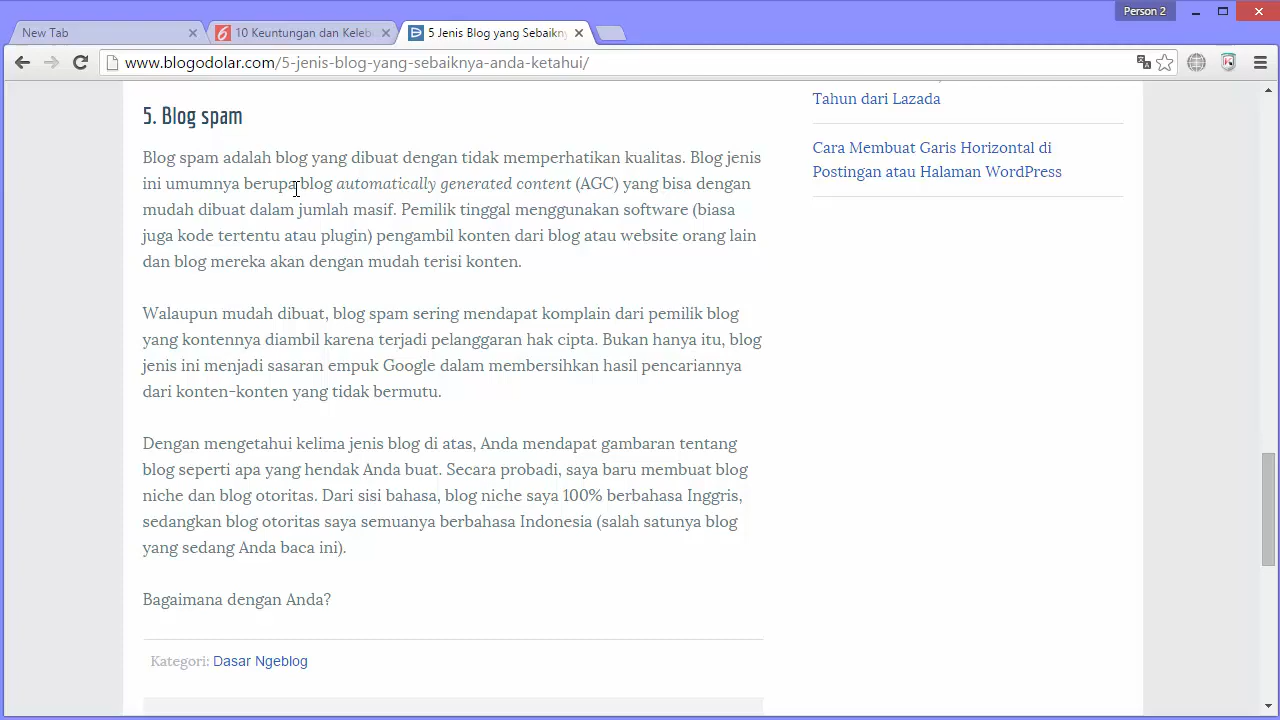 Person 2
New Tab
10 Keuntungan dan Keleb
5 Jenis Blog yang Sebaikny
www.blogodolar.com/5-jenis-blog-yang-sebaiknya-anda-ketahui/
5. Blog spam
Blog spam adalah blog yang dibuat dengan tidak memperhatikan kualitas. Blog jenis
ini umumnya berupa blog automatically generated content (AGC) yang bisa dengan
mudah dibuat dalam jumlah masif. Pemilik tinggal menggunakan software (biasa
juga kode tertentu atau plugin) pengambil konten dari blog atau website orang lain
dan blog mereka akan dengan mudah terisi konten.
Walaupun mudah dibuat, blog spam sering mendapat komplain dari pemilik blog
yang kontennya diambil karena terjadi pelanggaran hak cipta. Bukan hanya itu, blog
jenis ini menjadi sasaran empuk Google dalam membersihkan hasil pencariannya
dari konten-konten yang tidak bermutu.
Dengan mengetahui kelima jenis blog di atas, Anda mendapat gambaran tentang
blog seperti apa yang hendak Anda buat. Secara probadi, saya baru membuat blog
niche dan blog otoritas. Dari sisi bahasa, blog niche saya 100% berbahasa Inggris,
sedangkan blog otoritas saya semuanya berbahasa Indonesia (salah satunya blog
yang sedang Anda baca ini).
Bagaimana dengan Anda?
Kategori: Dasar Ngeblog
Tahun dari Lazada
Cara Membuat Garis Horizontal di
Postingan atau Halaman WordPress